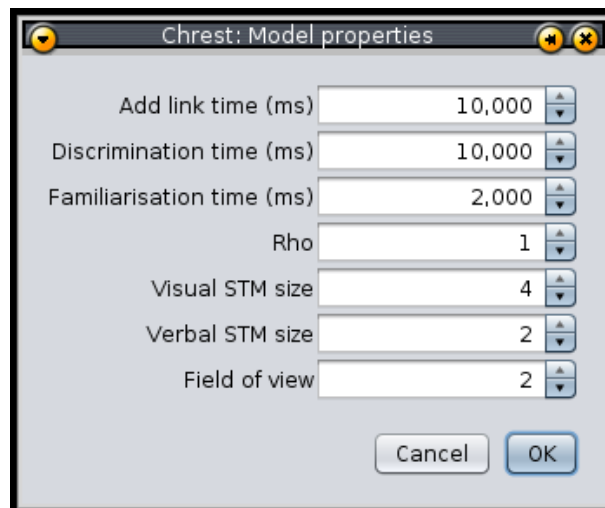 Chrest: Model properties
Add link time (ms) 10,000
Discrimination time (ms) 10,000
Familiarisation time (ms) 2,000
Rho 1
Visual STM size 4
Verbal STM size 2
Field of view 2
Cancel OK